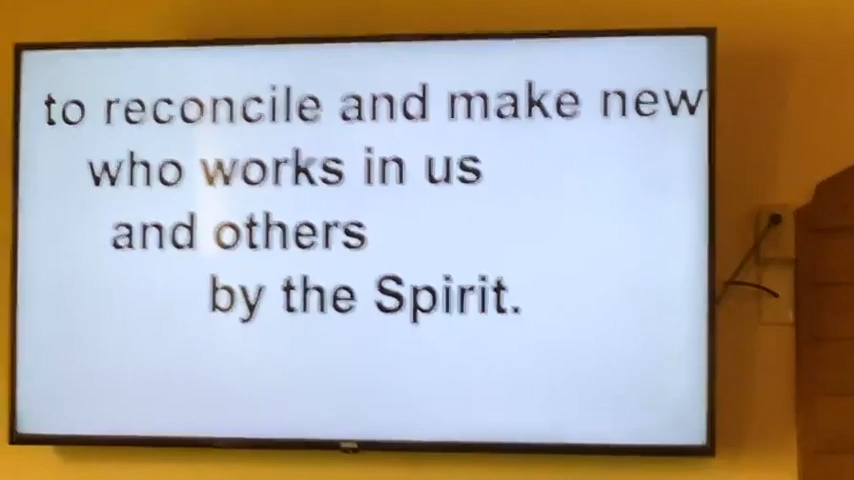 to reconcile and make new
who works in us
and others
by the Spirit.